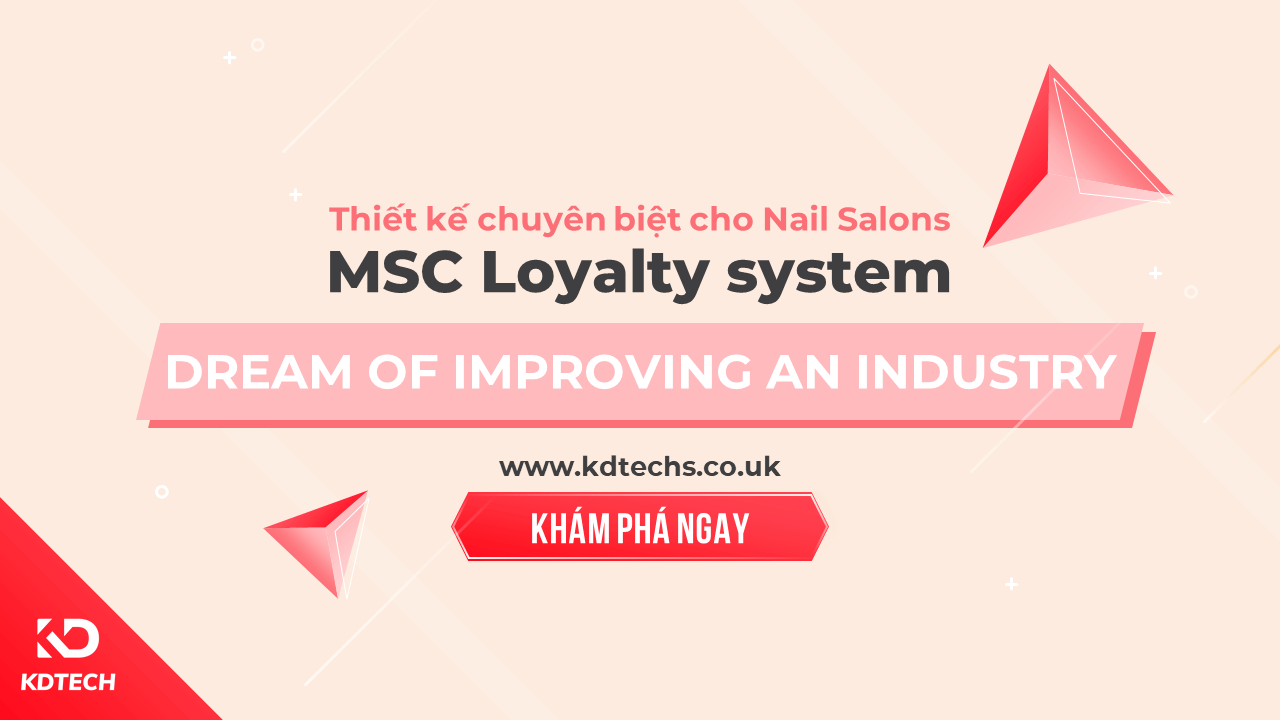 Thiết kế chuyên biệt cho Nail Salons
MSC Loyalty system
DREAM OF IMPROVING AN INDUSTRY
www.kdtechs.co.uk
KHÁM PHÁ NGAY
KD
KDTECH